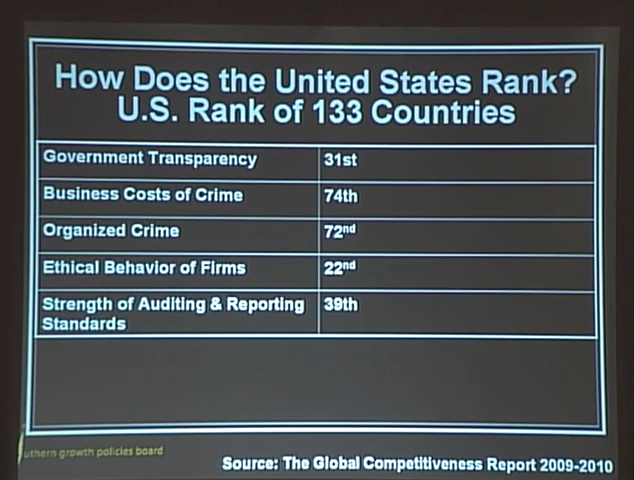 How Does the United States Rank?
U.S. Rank of 133 Countries
Government Transparency 31st
Business Costs of Crime 74th
Organized Crime 72nd
Ethical Behavior of Firms 22nd
Strength of Auditing & Reporting 39th
Standards
uthern growth policies board
Source: The Global Competitiveness Report 2009-2010